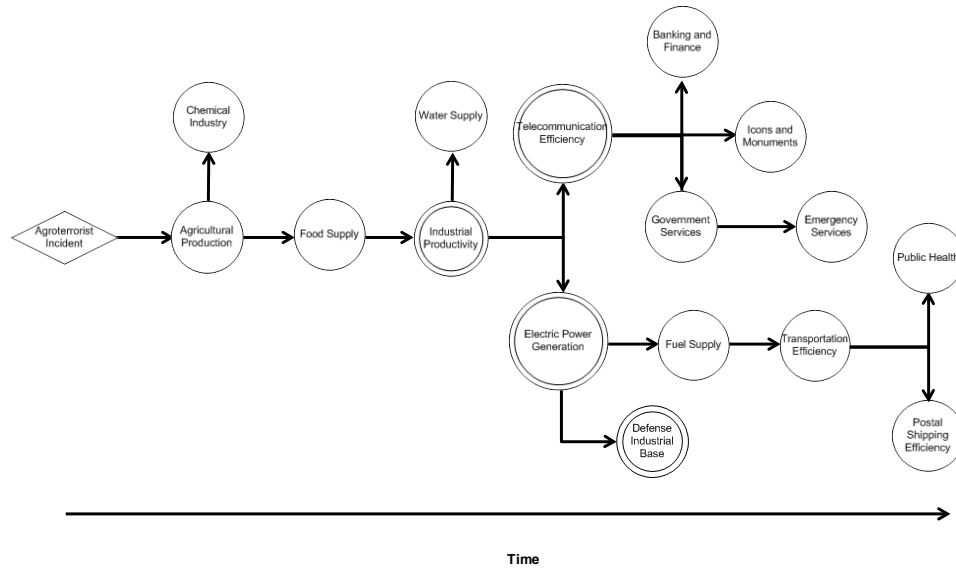 Banking and
Finance
Chemical
Industry
Water Supply
Telecommunication
Efficiency
Icons and
Monuments
Agroterrorist
Incident
Agricultural
Production
Food Supply
Industrial
Productivity
Government
Services
Emergency
Services
Public Health
Electric Power
Generation
Fuel Supply
Transportation
Efficiency
Defense
Industrial
Base
Postal
Shipping
Efficiency
Time